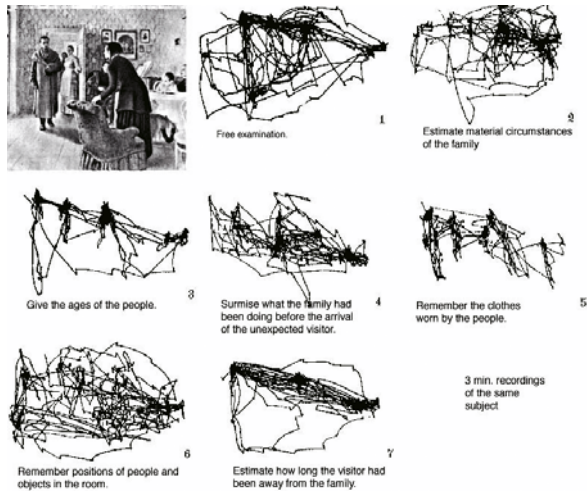 1
Free examination.
2
Estimate material circumstances
of the family
3
Give the ages of the people.
4
Surmise what the family had
been doing before the arrival
of the unexpected visitor.
5
Remember the clothes
worn by the people.
6
Remember positions of people and
objects in the room.
7
Estimate how long the visitor had
been away from the family.
3 min. recordings
of the same
subject